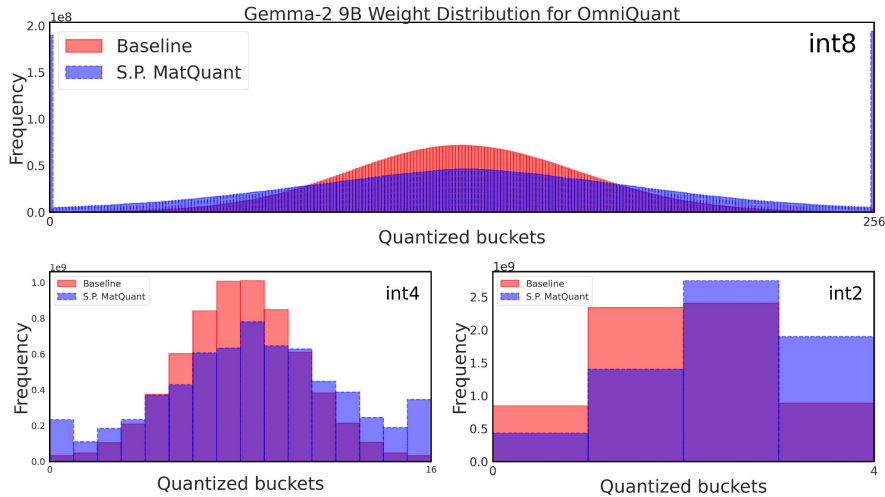 Gemma-2 9B Weight Distribution for OmniQuant
1e8
2.0
1.5
1.0
0.5
0.0
Frequency
Baseline
S.P. MatQuant
int8
0
256
Quantized buckets
1e9
1.0
0.8
0.6
0.4
0.2
0.0
Frequency
Baseline
S.P. MatQuant
int4
0
16
Quantized buckets
1e9
2.5
2.0
1.5
1.0
0.5
0.0
Frequency
Baseline
S.P. MatQuant
int2
0
4
Quantized buckets